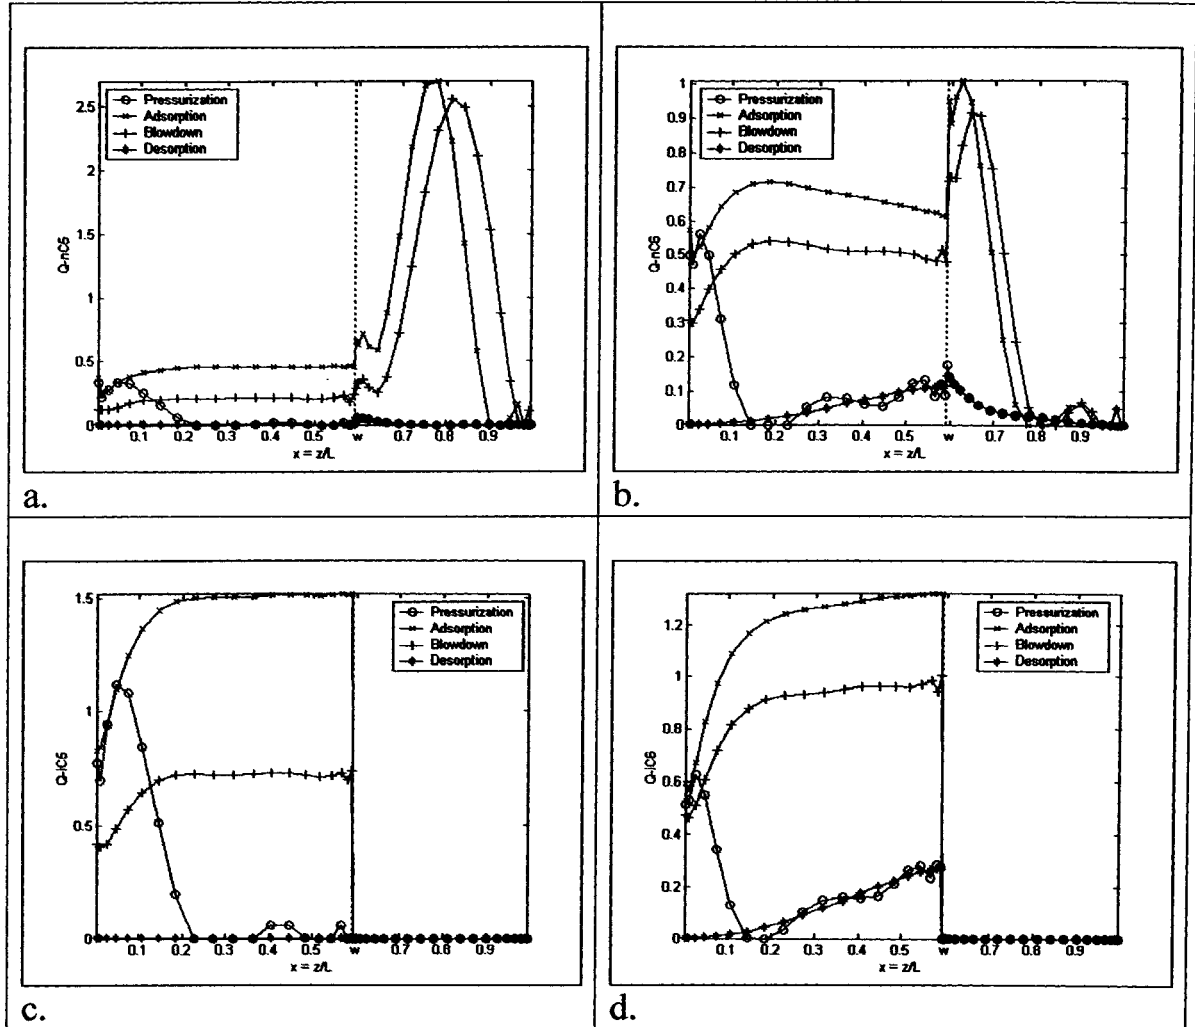 Pressurization
Adsorption
Blowdown
Desorption
2.5
2
1.5
1
0.5
0
Q-nC5
0.1 0.2 0.3 0.4 0.5 w 0.7 0.8 0.9
x = z/L
a.
Pressurization
Adsorption
Blowdown
Desorption
1
0.9
0.8
0.7
0.6
0.5
0.4
0.3
0.2
0.1
0
Q-nC6
0.1 0.2 0.3 0.4 0.5 w 0.7 0.8 0.9
x = z/L
b.
Pressurization
Adsorption
Blowdown
Desorption
1.5
1
0.5
0
Q-iC5
0.1 0.2 0.3 0.4 0.5 w 0.7 0.8 0.9
x = z/L
c.
Pressurization
Adsorption
Blowdown
Desorption
1.2
1
0.8
0.6
0.4
0.2
0
Q-iC6
0.1 0.2 0.3 0.4 0.5 w 0.7 0.8 0.9
x = z/L
d.